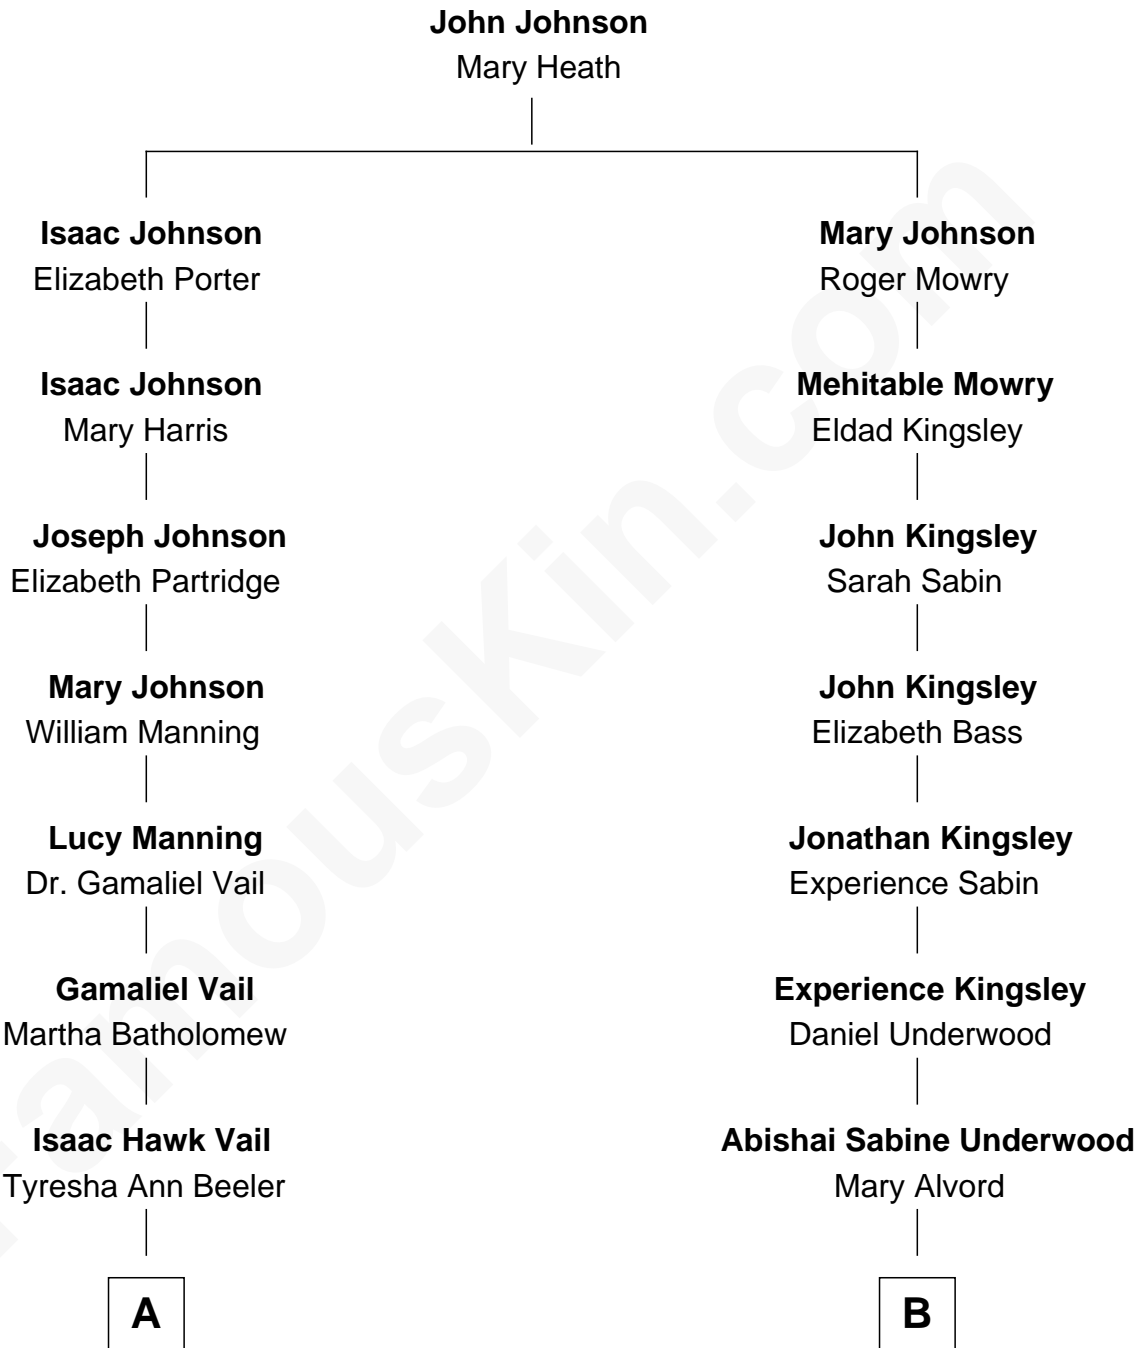 John Johnson
Mary Heath
Isaac Johnson
Elizabeth Porter
Mary Johnson
Roger Mowry
Isaac Johnson
Mary Harris
Mehitable Mowry
Eldad Kingsley
Joseph Johnson
Elizabeth Partridge
John Kingsley
Sarah Sabin
Mary Johnson
William Manning
John Kingsley
Elizabeth Bass
Lucy Manning
Dr. Gamaliel Vail
Jonathan Kingsley
Experience Sabin
Gamaliel Vail
Martha Batholomew
Experience Kingsley
Daniel Underwood
Isaac Hawk Vail
Tyresha Ann Beeler
Abishai Sabine Underwood
Mary Alvord
A
B
FamousKin.com